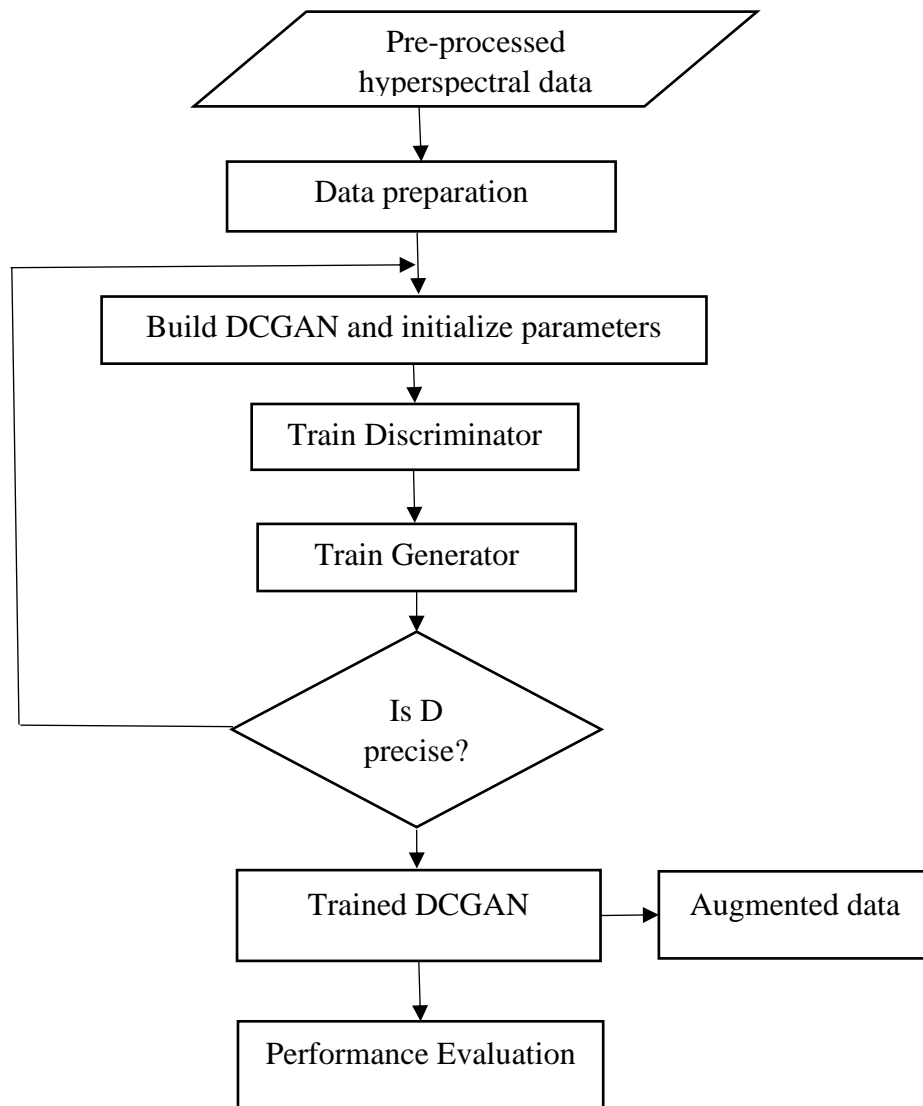 Pre-processed
hyperspectral data
Data preparation
Build DCGAN and initialize parameters
Train Discriminator
Train Generator
Is D
precise?
Trained DCGAN
Augmented data
Performance Evaluation